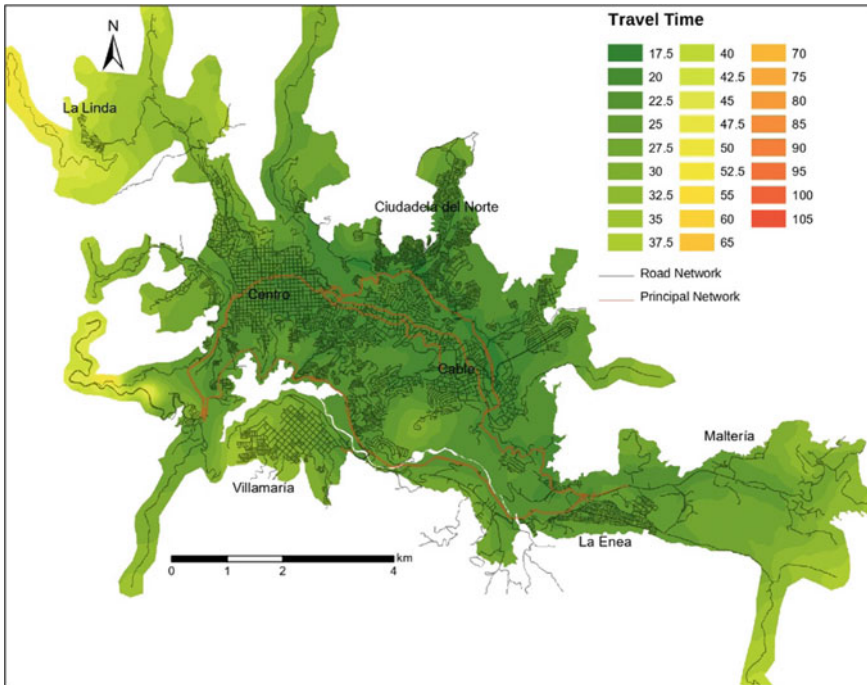 Travel Time
17.5 40 70
20 42.5 75
22.5 45 80
25 47.5 85
27.5 50 90
30 52.5 95
32.5 55 100
35 60 105
37.5 65
Road Network
Principal Network
N
La Linda
Ciudadela del Norte
Centro
Cable
Maltería
Villamaría
La Enea
km
0 1 2 4